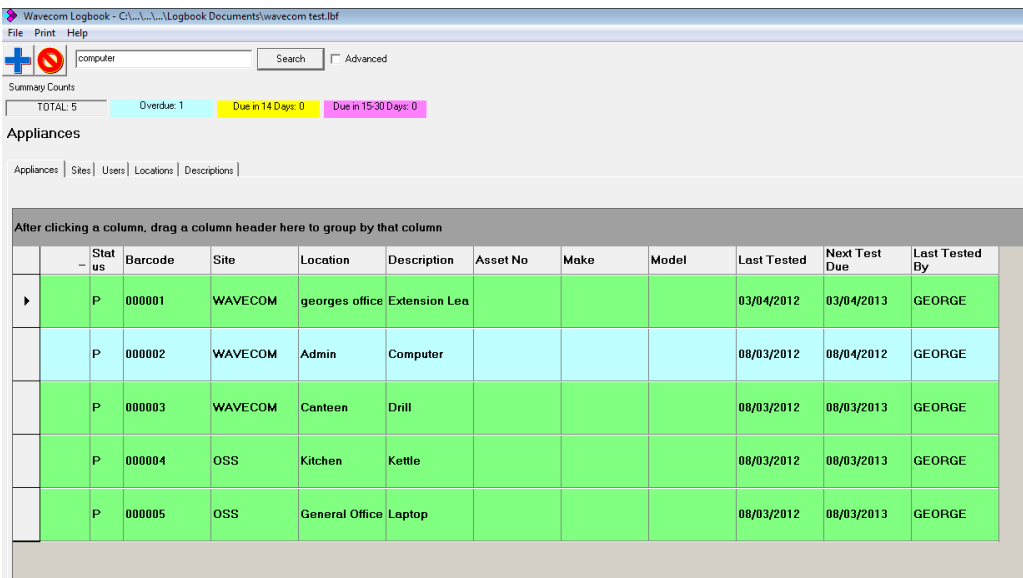 Wavecom Logbook - C:\...\...\...\Logbook Documents\wavecom test.lbf
File Print Help
computer Search Advanced
Summary Counts
TOTAL: 5 Overdue: 1 Due in 14 Days: 0 Due in 15-30 Days: 0
Appliances
Appliances Sites Users Locations Descriptions
After clicking a column, drag a column header here to group by that column
Status Barcode Site Location Description Asset No Make Model Last Tested Next Test Due Last Tested By
P 000001 WAVECOM georges office Extension Lea 03/04/2012 03/04/2013 GEORGE
P 000002 WAVECOM Admin Computer 08/03/2012 08/04/2012 GEORGE
P 000003 WAVECOM Canteen Drill 08/03/2012 08/03/2013 GEORGE
P 000004 OSS Kitchen Kettle 08/03/2012 08/03/2013 GEORGE
P 000005 OSS General Office Laptop 08/03/2012 08/03/2013 GEORGE